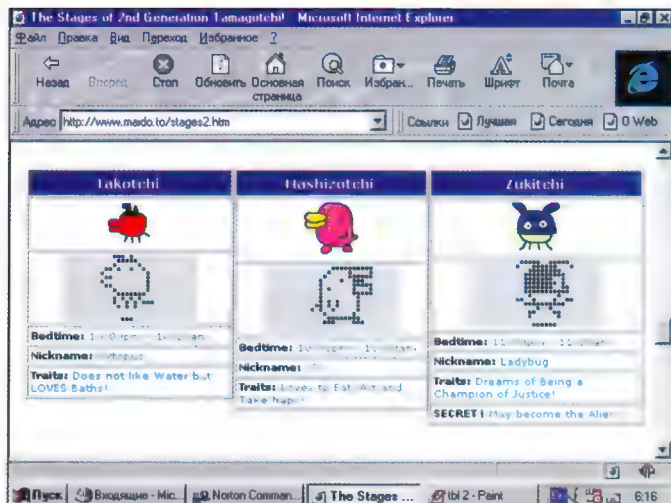 The Stages of 2nd Generation Tamagotchi! - Microsoft Internet Explorer
Файл Правка Вид Переход Избранное ?
Назад Вперед Стоп Обновить Основная страница Поиск Избран... Печать Шрифт Почта
Адрес http://www.mardo.to/stages2.htm Ссылки Лучшая Сегодня О Web
Takotchi Hashizotchi Zukitchi
Bedtime:
Bedtime:
Bedtime:
Nickname:
Nickname:
Nickname: Ladybug
Traits: Does not like Water but
LOVES Baths!
Traits: Loves to Eat, Art and
Take Naps!
Traits: Dreams of Being a
Champion of Justice!
SECRET! May become the Alien
Пуск Входящие - Mic... Norton Comman... The Stages ... tbl 2 - Paint 6:16